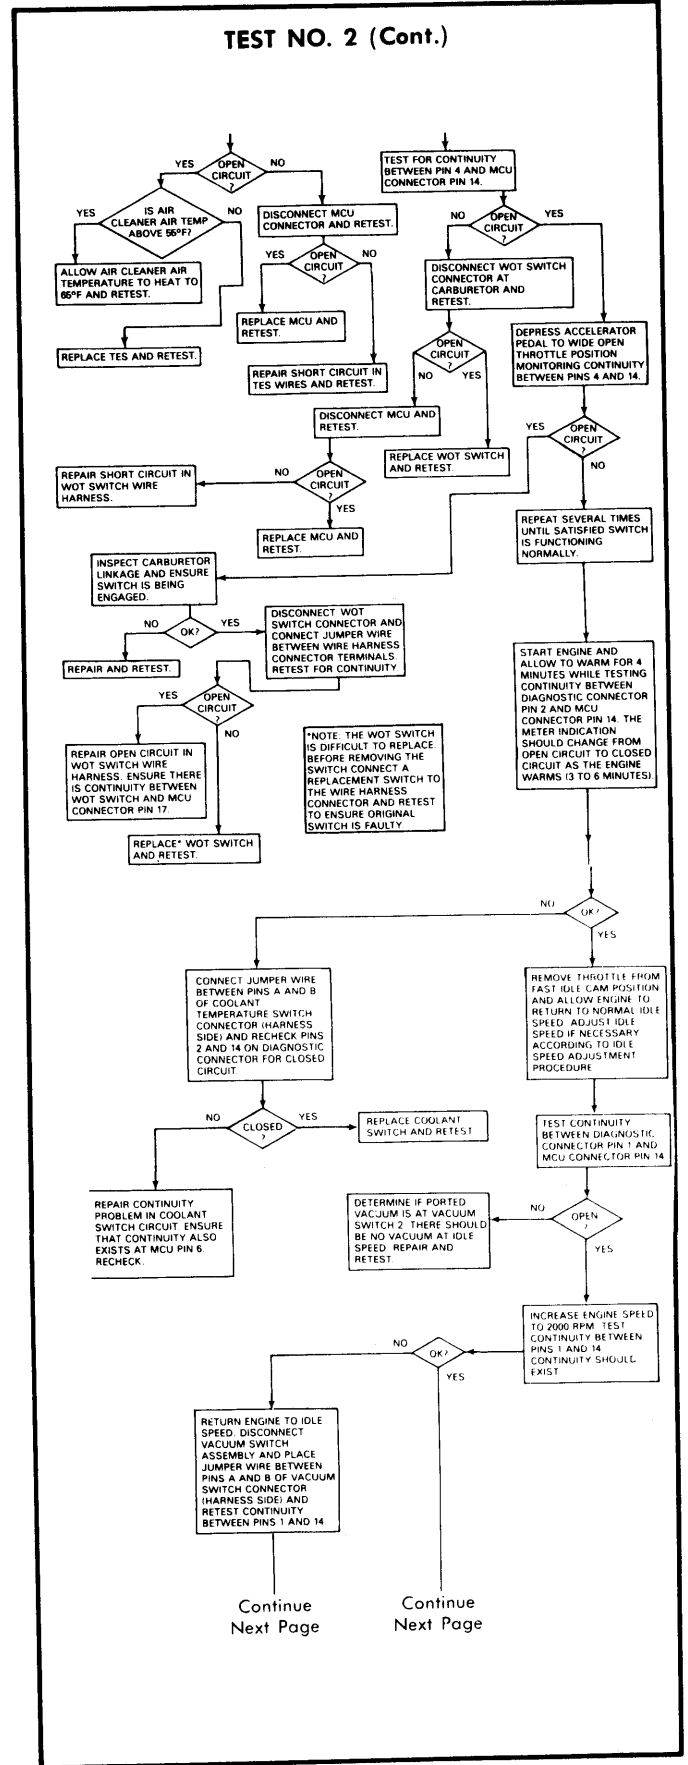 TEST NO. 2 (Cont.)
YES
OPEN
CIRCUIT
?
NO
YES
IS AIR
CLEANER AIR TEMP
ABOVE 55°F?
NO
ALLOW AIR CLEANER AIR
TEMPERATURE TO HEAT TO
65°F AND RETEST.
REPLACE TES AND RETEST.
DISCONNECT MCU
CONNECTOR AND RETEST.
YES
OPEN
CIRCUIT
?
NO
REPLACE MCU AND
RETEST.
REPAIR SHORT CIRCUIT IN
TES WIRES AND RETEST.
TEST FOR CONTINUITY
BETWEEN PIN 4 AND MCU
CONNECTOR PIN 14.
NO
OPEN
CIRCUIT
?
YES
DISCONNECT WOT SWITCH
CONNECTOR AT
CARBURETOR AND
RETEST.
OPEN
CIRCUIT
?
NO
YES
DISCONNECT MCU AND
RETEST.
REPLACE WOT SWITCH
AND RETEST.
REPAIR SHORT CIRCUIT IN
WOT SWITCH WIRE
HARNESS.
NO
OPEN
CIRCUIT
?
YES
REPLACE MCU AND
RETEST.
DEPRESS ACCELERATOR
PEDAL TO WIDE OPEN
THROTTLE POSITION
MONITORING CONTINUITY
BETWEEN PINS 4 AND 14.
YES
OPEN
CIRCUIT
?
NO
REPEAT SEVERAL TIMES
UNTIL SATISFIED SWITCH
IS FUNCTIONING
NORMALLY.
INSPECT CARBURETOR
LINKAGE AND ENSURE
SWITCH IS BEING
ENGAGED.
NO
OK?
YES
REPAIR AND RETEST.
DISCONNECT WOT
SWITCH CONNECTOR AND
CONNECT JUMPER WIRE
BETWEEN WIRE HARNESS
CONNECTOR TERMINALS.
RETEST FOR CONTINUITY.
YES
OPEN
CIRCUIT
?
NO
REPAIR OPEN CIRCUIT IN
WOT SWITCH WIRE
HARNESS. ENSURE THERE
IS CONTINUITY BETWEEN
WOT SWITCH AND MCU
CONNECTOR PIN 17.
REPLACE* WOT SWITCH
AND RETEST.
*NOTE: THE WOT SWITCH
IS DIFFICULT TO REPLACE.
BEFORE REMOVING THE
SWITCH CONNECT A
REPLACEMENT SWITCH TO
THE WIRE HARNESS
CONNECTOR AND RETEST
TO ENSURE ORIGINAL
SWITCH IS FAULTY.
START ENGINE AND
ALLOW TO WARM FOR 4
MINUTES WHILE TESTING
CONTINUITY BETWEEN
DIAGNOSTIC CONNECTOR
PIN 2 AND MCU
CONNECTOR PIN 14. THE
METER INDICATION
SHOULD CHANGE FROM
OPEN CIRCUIT TO CLOSED
CIRCUIT AS THE ENGINE
WARMS (3 TO 6 MINUTES).
NO
OK?
YES
CONNECT JUMPER WIRE
BETWEEN PINS A AND B
OF COOLANT
TEMPERATURE SWITCH
CONNECTOR (HARNESS
SIDE) AND RECHECK PINS
2 AND 14 ON DIAGNOSTIC
CONNECTOR FOR CLOSED
CIRCUIT.
NO
CLOSED
?
YES
REPLACE COOLANT
SWITCH AND RETEST
REPAIR CONTINUITY
PROBLEM IN COOLANT
SWITCH CIRCUIT. ENSURE
THAT CONTINUITY ALSO
EXISTS AT MCU PIN 6.
RECHECK.
REMOVE THROTTLE FROM
FAST IDLE CAM POSITION
AND ALLOW ENGINE TO
RETURN TO NORMAL IDLE
SPEED. ADJUST IDLE
SPEED IF NECESSARY
ACCORDING TO IDLE
SPEED ADJUSTMENT
PROCEDURE
TEST CONTINUITY
BETWEEN DIAGNOSTIC
CONNECTOR PIN 1 AND
MCU CONNECTOR PIN 14
NO
OPEN
?
YES
DETERMINE IF PORTED
VACUUM IS AT VACUUM
SWITCH 2 THERE SHOULD
BE NO VACUUM AT IDLE
SPEED REPAIR AND
RETEST.
INCREASE ENGINE SPEED
TO 2000 RPM TEST
CONTINUITY BETWEEN
PINS 1 AND 14
CONTINUITY SHOULD
EXIST
NO
OK?
YES
RETURN ENGINE TO IDLE
SPEED. DISCONNECT
VACUUM SWITCH
ASSEMBLY AND PLACE
JUMPER WIRE BETWEEN
PINS A AND B OF VACUUM
SWITCH CONNECTOR
(HARNESS SIDE) AND
RETEST CONTINUITY
BETWEEN PINS 1 AND 14.
Continue
Next Page
Continue
Next Page